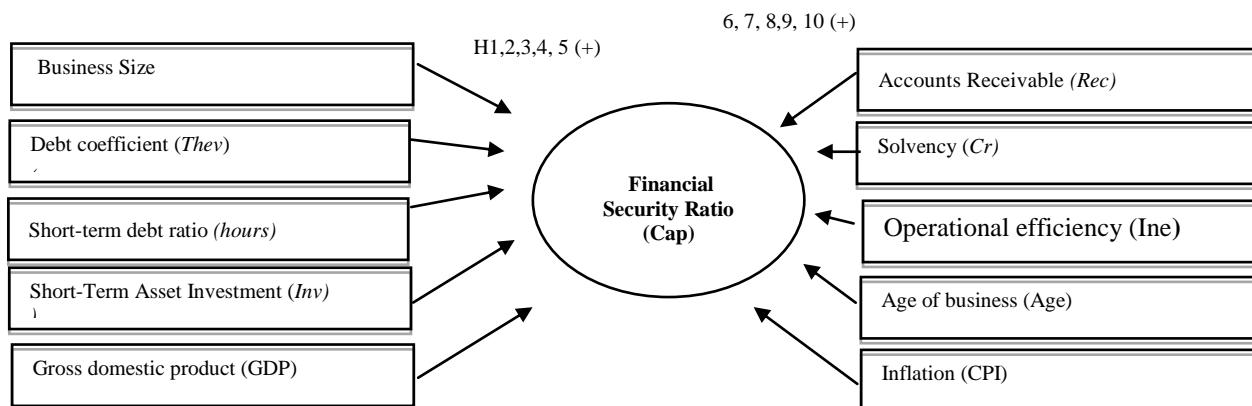 6, 7, 8,9, 10 (+)
H1,2,3,4, 5 (+)
Business Size
Debt coefficient (Thev)
Short-term debt ratio (hours)
Short-Term Asset Investment (Inv)
)
Gross domestic product (GDP)
Financial
Security Ratio
(Cap)
Accounts Receivable (Rec)
Solvency (Cr)
Operational efficiency (Ine)
Age of business (Age)
Inflation (CPI)